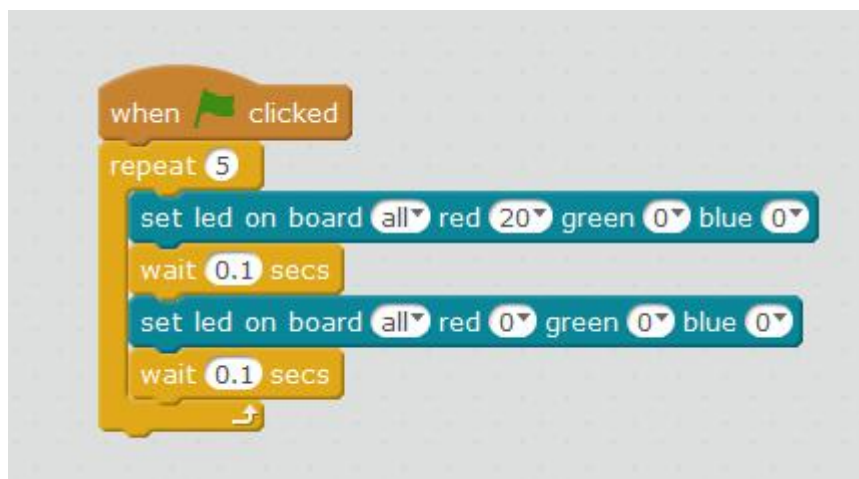 when clicked
repeat 5
set led on board all red 20 green 0 blue 0
wait 0.1 secs
set led on board all red 0 green 0 blue 0
wait 0.1 secs